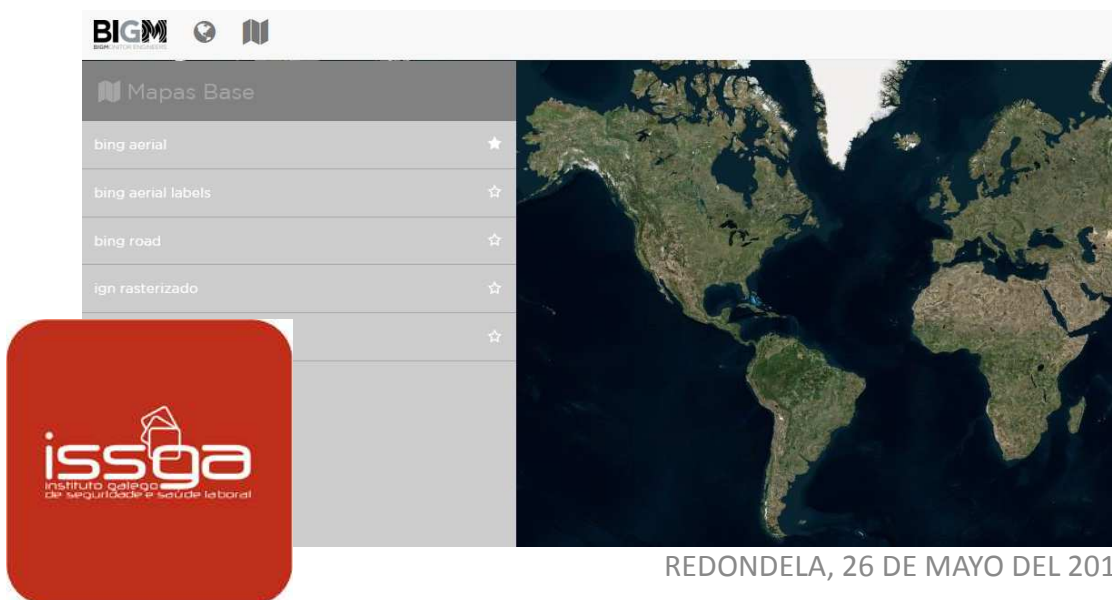 BIGM
Mapas Base
bing aerial
bing aerial labels
bing road
ign rasterizado
issga
instituto galego
de seguridade e saúde laboral
REDONDELA, 26 DE MAYO DEL 201